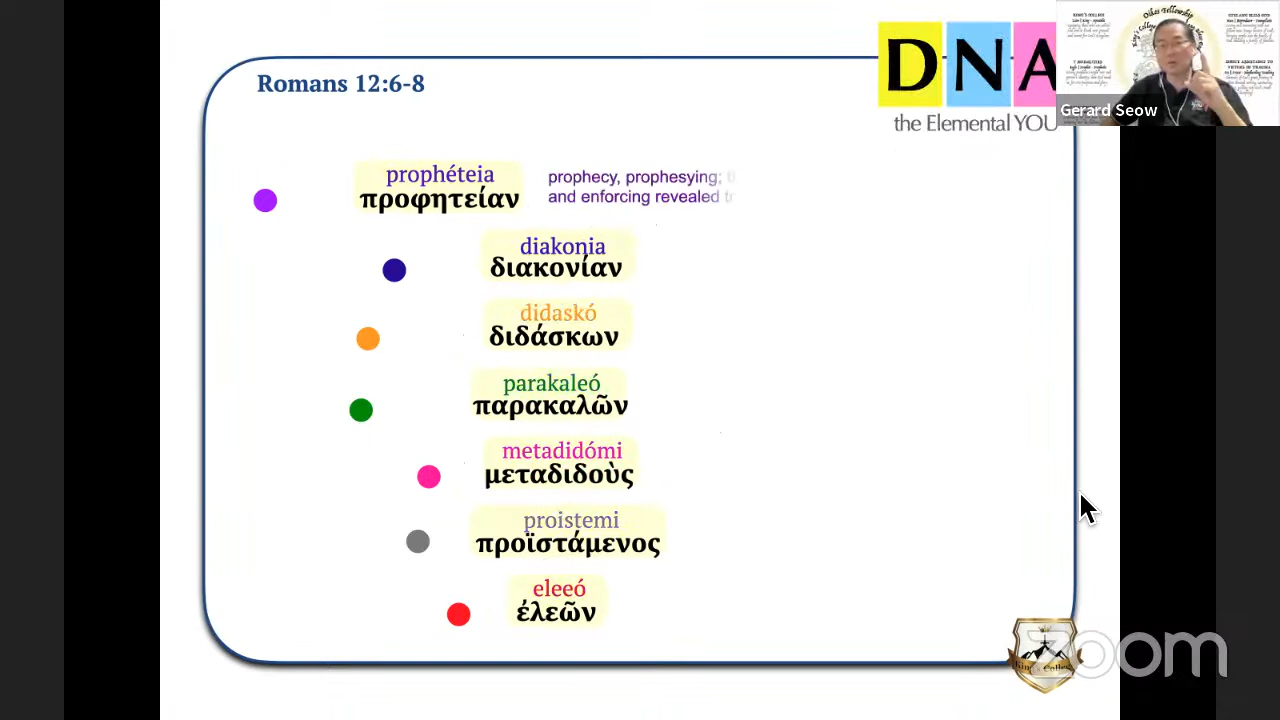 Romans 12:6-8
DNA
the Elemental YOU
Gerard Seow
prophéteia
προφητείαν
prophecy, prophesying;
and enforcing revealed
diakonia
διακονίαν
didaskó
διδάσκων
parakaleó
παρακαλῶν
metadidómi
μεταδιδοὺς
proistemi
προϊστάμενος
eleeó
ἐλεῶν
zoom